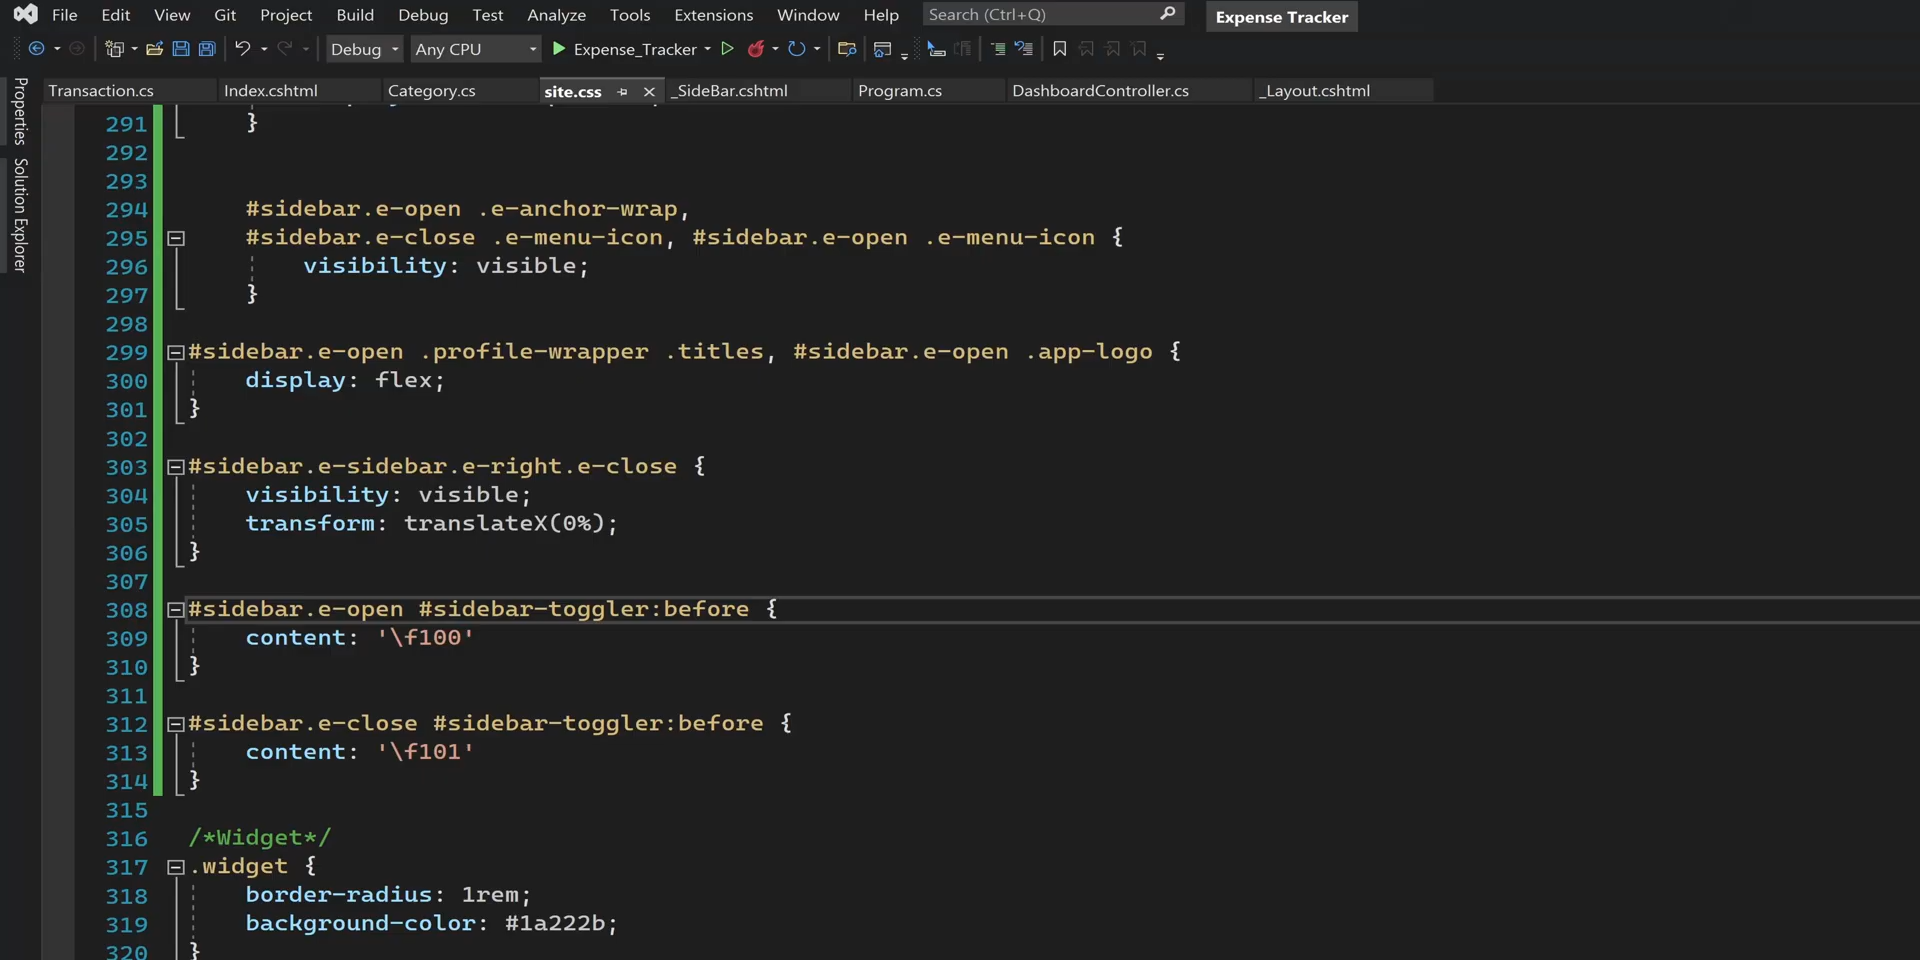 File Edit View Git Project Build Debug Test Analyze Tools Extensions Window Help Search (Ctrl+Q) Expense Tracker
Debug Any CPU Expense_Tracker
Transaction.cs Index.cshtml Category.cs site.css _SideBar.cshtml Program.cs DashboardController.cs _Layout.cshtml
Properties
Solution Explorer
291 }
292
293
294 #sidebar.e-open .e-anchor-wrap,
295 #sidebar.e-close .e-menu-icon, #sidebar.e-open .e-menu-icon {
296 visibility: visible;
297 }
298
299 #sidebar.e-open .profile-wrapper .titles, #sidebar.e-open .app-logo {
300 display: flex;
301 }
302
303 #sidebar.e-sidebar.e-right.e-close {
304 visibility: visible;
305 transform: translateX(0%);
306 }
307
308 #sidebar.e-open #sidebar-toggler:before {
309 content: '\f100'
310 }
311
312 #sidebar.e-close #sidebar-toggler:before {
313 content: '\f101'
314 }
315
316 /*Widget*/
317 .widget {
318 border-radius: 1rem;
319 background-color: #1a222b;
320 }